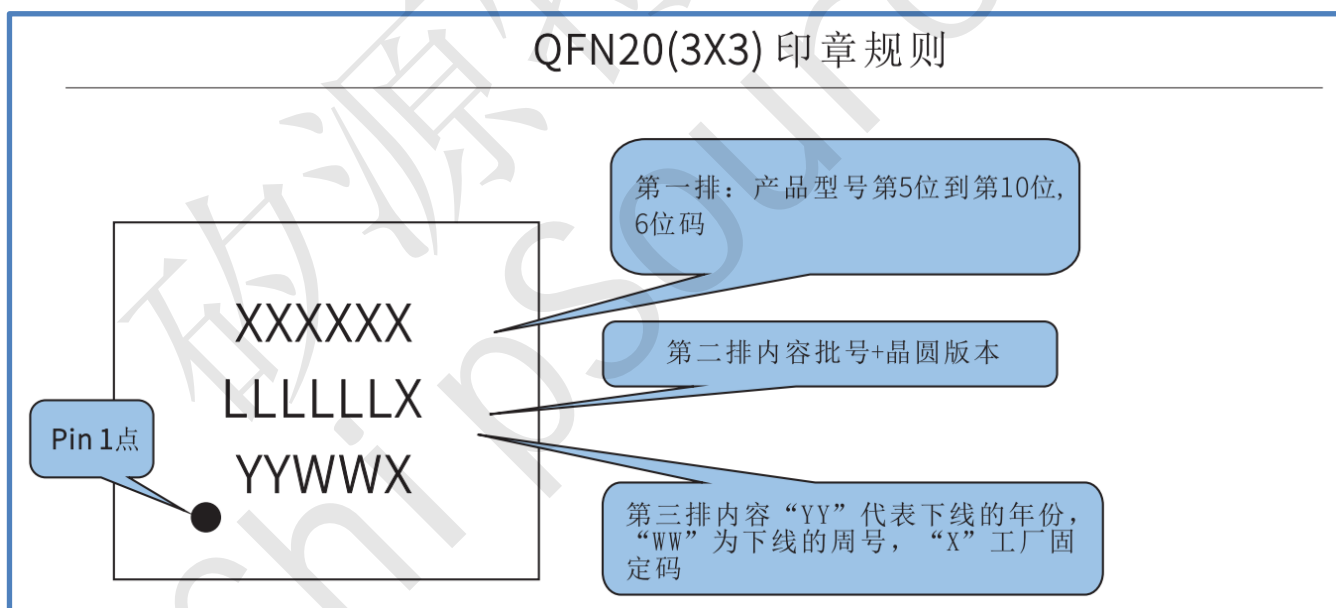 QFN20(3X3) 印章规则
第一排：产品型号第5位到第10位,
6位码
XXXXXX
第二排内容批号+晶圆版本
LLLLLLX
Pin 1点
YYWWX
第三排内容“YY”代表下线的年份，
“WW”为下线的周号，“X”工厂固
定码